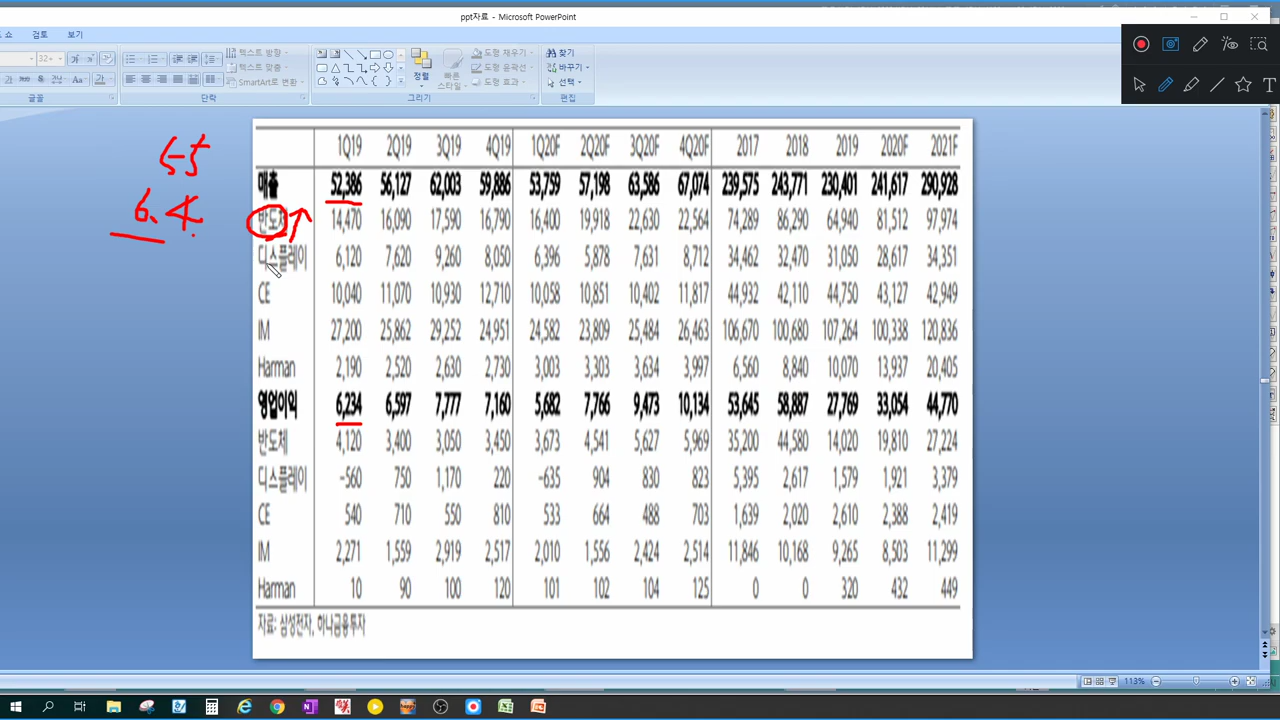 ppt자료 - Microsoft PowerPoint
쇼 검토 보기
텍스트 방향
텍스트 맞춤
SmartArt로 변환
정렬
빠른 스타일
도형 채우기
도형 윤곽선
도형 효과
찾기
바꾸기
선택
글꼴 단락 그리기 편집
55
6.4
1Q19 2Q19 3Q19 4Q19 1Q20F 2Q20F 3Q20F 4Q20F 2017 2018 2019 2020F 2021F
매출 52,386 56,127 62,003 59,886 53,759 57,198 63,586 67,074 239,575 243,771 230,401 241,617 290,928
반도체 14,470 16,090 17,590 16,790 16,400 19,918 22,630 22,564 74,289 86,290 64,940 81,512 97,974
디스플레이 6,120 7,620 9,260 8,050 6,396 5,878 7,631 8,712 34,462 32,470 31,050 28,617 34,351
CE 10,040 11,070 10,930 12,710 10,058 10,851 10,402 11,817 44,932 42,110 44,750 43,127 42,949
IM 27,200 25,862 29,252 24,951 24,582 23,809 25,484 26,463 106,670 100,680 107,264 100,338 120,836
Harman 2,190 2,520 2,630 2,730 3,003 3,303 3,634 3,997 6,560 8,840 10,070 13,937 20,405
영업이익 6,234 6,597 7,777 7,160 5,682 7,766 9,473 10,134 53,645 58,887 27,769 33,054 44,770
반도체 4,120 3,400 3,050 3,450 3,673 4,541 5,627 5,969 35,200 44,580 14,020 19,810 27,224
디스플레이 -560 750 1,170 220 -635 904 830 823 5,395 2,617 1,579 1,921 3,379
CE 540 710 550 810 533 664 488 703 1,639 2,020 2,610 2,388 2,419
IM 2,271 1,559 2,919 2,517 2,010 1,556 2,424 2,514 11,846 10,168 9,265 8,503 11,299
Harman 10 90 100 120 101 102 104 125 0 0 320 432 449
자료: 삼성전자, 하나금융투자
113%